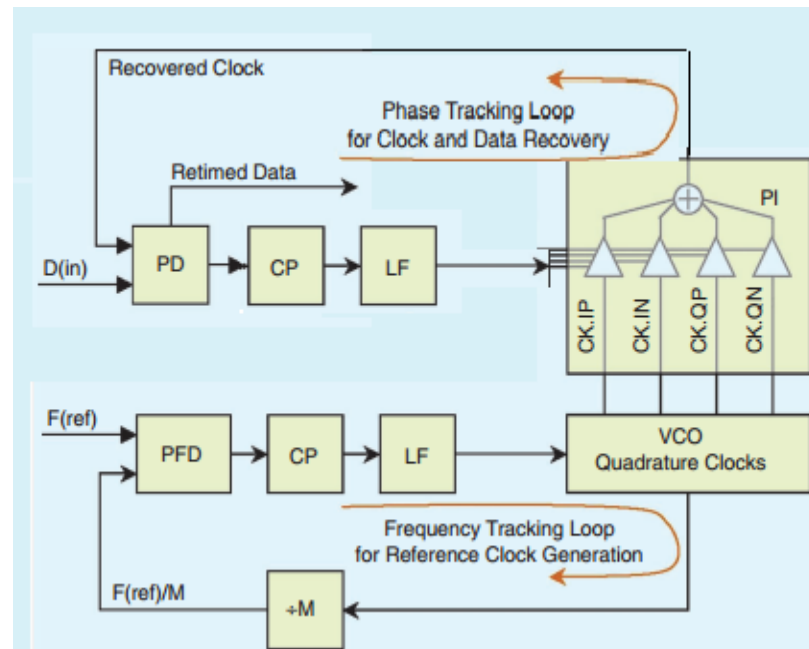 Recovered Clock
Phase Tracking Loop
for Clock and Data Recovery
Retimed Data
PI
+
D(in)
PD
CP
LF
CK.IP
CK.IN
CK.QP
CK.QN
F(ref)
PFD
CP
LF
VCO
Quadrature Clocks
Frequency Tracking Loop
for Reference Clock Generation
F(ref)/M
÷M